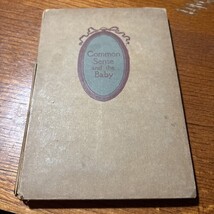 Common
Sense
and the
Baby